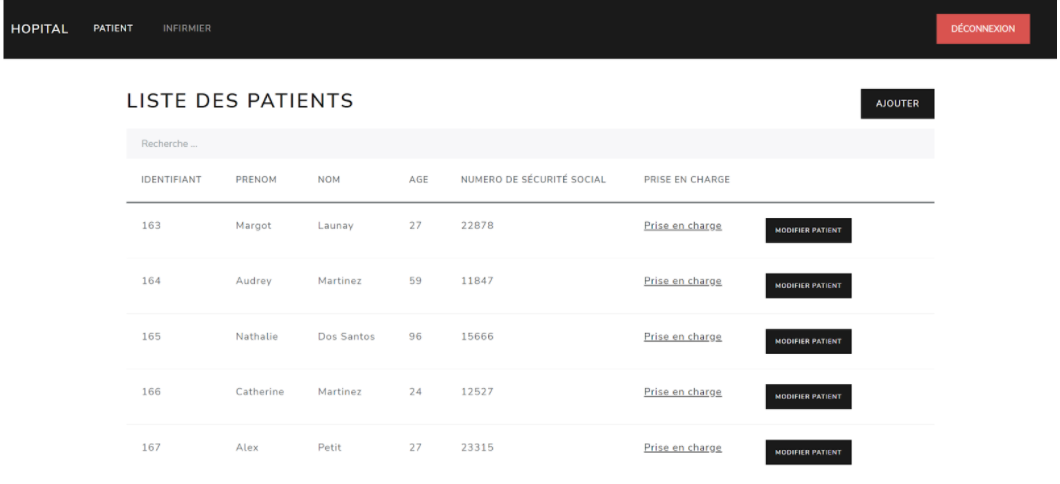 HOPITAL PATIENT INFIRMIER DÉCONNEXION
LISTE DES PATIENTS AJOUTER
Recherche ...
IDENTIFIANT PRENOM NOM AGE NUMERO DE SÉCURITÉ SOCIAL PRISE EN CHARGE
163 Margot Launay 27 22878 Prise en charge MODIFIER PATIENT
164 Audrey Martinez 59 11847 Prise en charge MODIFIER PATIENT
165 Nathalie Dos Santos 96 15666 Prise en charge MODIFIER PATIENT
166 Catherine Martinez 24 12527 Prise en charge MODIFIER PATIENT
167 Alex Petit 27 23315 Prise en charge MODIFIER PATIENT